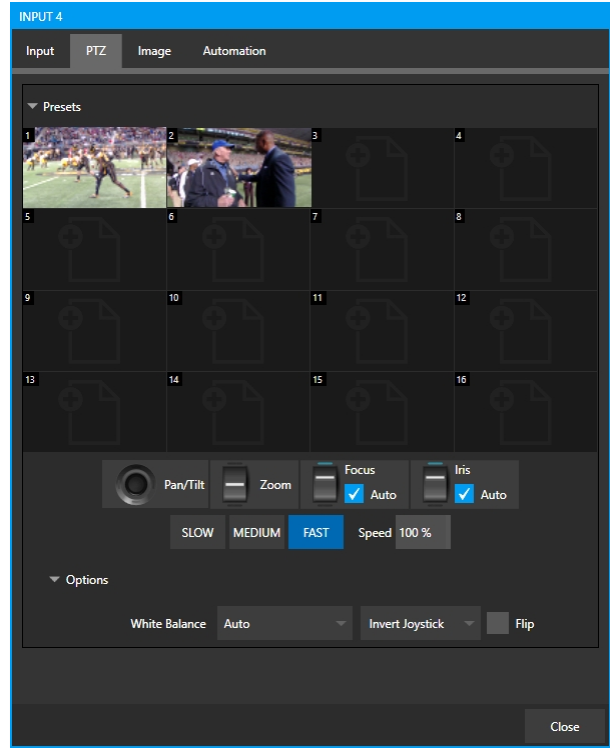 INPUT 4
Input PTZ Image Automation
Presets
1 2 3 4
5 6 7 8
9 10 11 12
13 14 15 16
Pan/Tilt Zoom Focus Auto Iris Auto
SLOW MEDIUM FAST Speed 100 %
Options
White Balance Auto Invert Joystick Flip
Close